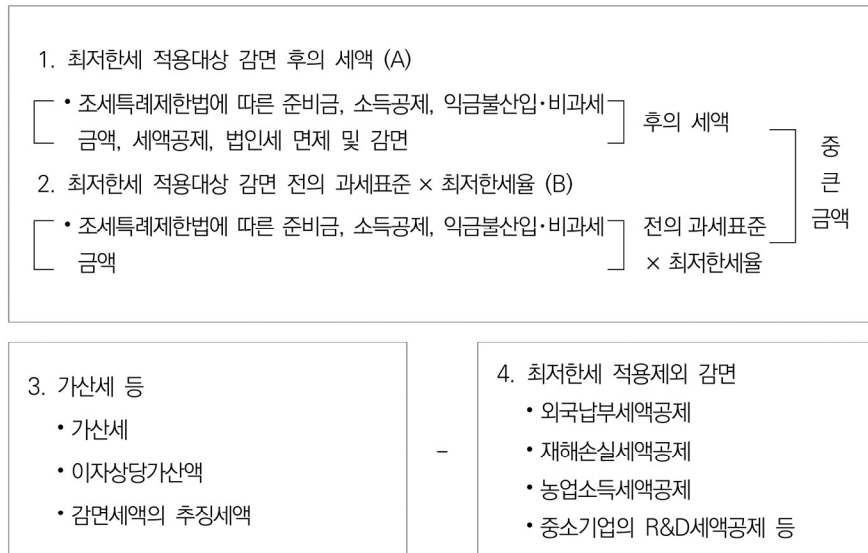 1. 최저한세 적용대상 감면 후의 세액 (A)
• 조세특례제한법에 따른 준비금, 소득공제, 익금불산입·비과세
금액, 세액공제, 법인세 면제 및 감면
후의 세액
2. 최저한세 적용대상 감면 전의 과세표준 × 최저한세율 (B)
• 조세특례제한법에 따른 준비금, 소득공제, 익금불산입·비과세
금액
전의 과세표준
× 최저한세율
중
큰
금액
3. 가산세 등
• 가산세
• 이자상당가산액
• 감면세액의 추징세액
–
4. 최저한세 적용제외 감면
• 외국납부세액공제
• 재해손실세액공제
• 농업소득세액공제
• 중소기업의 R&D세액공제 등